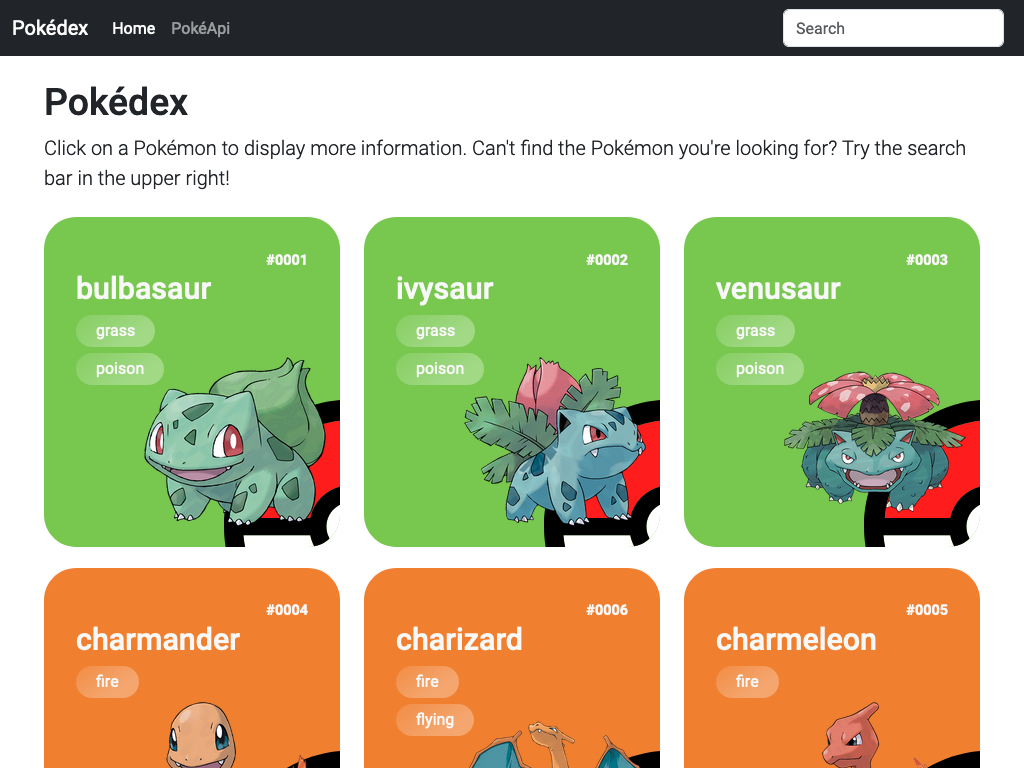 Pokédex Home PokéApi Search
Pokédex
Click on a Pokémon to display more information. Can't find the Pokémon you're looking for? Try the search
bar in the upper right!
#0001
bulbasaur
grass
poison
#0002
ivysaur
grass
poison
#0003
venusaur
grass
poison
#0004
charmander
fire
#0006
charizard
fire
flying
#0005
charmeleon
fire